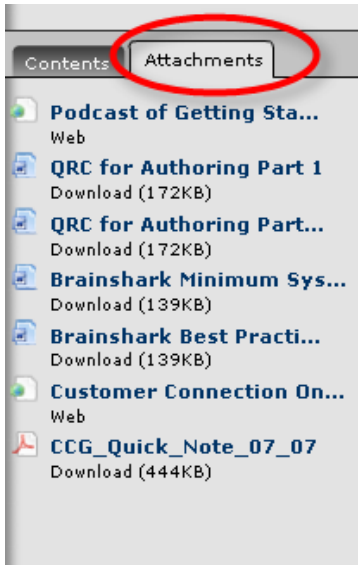 Contents
Attachments
Podcast of Getting Sta...
Web
QRC for Authoring Part 1
Download (172KB)
QRC for Authoring Part...
Download (172KB)
Brainshark Minimum Sys...
Download (139KB)
Brainshark Best Practi...
Download (139KB)
Customer Connection On...
Web
CCG_Quick_Note_07_07
Download (444KB)